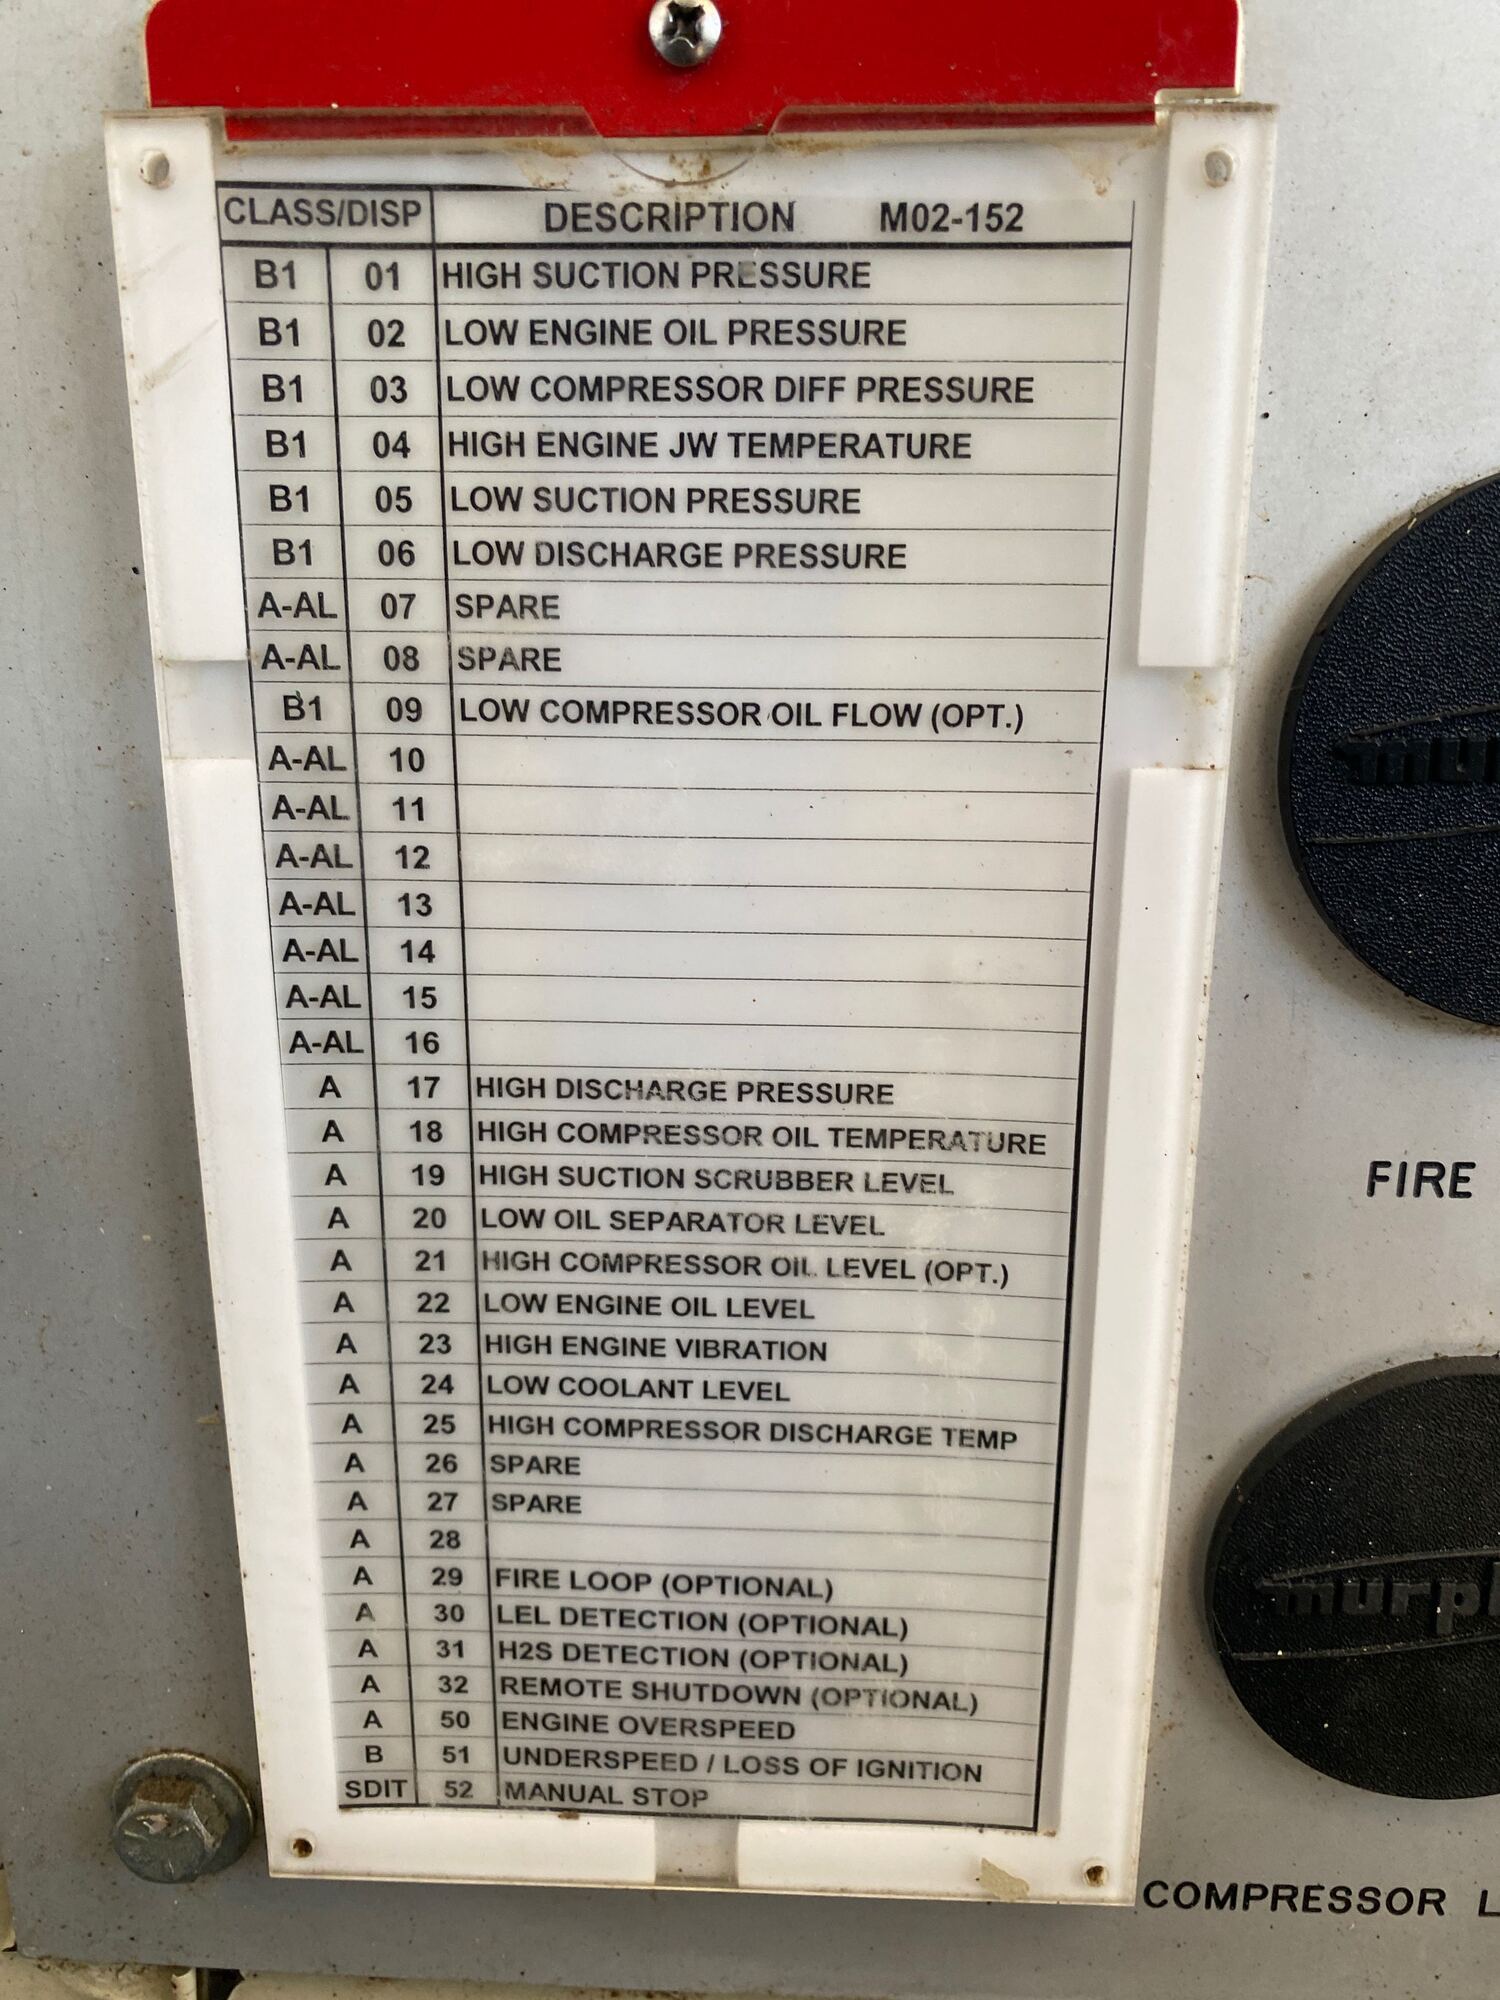 CLASS/DISP DESCRIPTION M02-152
B1 01 HIGH SUCTION PRESSURE
B1 02 LOW ENGINE OIL PRESSURE
B1 03 LOW COMPRESSOR DIFF PRESSURE
B1 04 HIGH ENGINE JW TEMPERATURE
B1 05 LOW SUCTION PRESSURE
B1 06 LOW DISCHARGE PRESSURE
A-AL 07 SPARE
A-AL 08 SPARE
B1 09 LOW COMPRESSOR OIL FLOW (OPT.)
A-AL 10
A-AL 11
A-AL 12
A-AL 13
A-AL 14
A-AL 15
A-AL 16
A 17 HIGH DISCHARGE PRESSURE
A 18 HIGH COMPRESSOR OIL TEMPERATURE
A 19 HIGH SUCTION SCRUBBER LEVEL
A 20 LOW OIL SEPARATOR LEVEL
A 21 HIGH COMPRESSOR OIL LEVEL (OPT.)
A 22 LOW ENGINE OIL LEVEL
A 23 HIGH ENGINE VIBRATION
A 24 LOW COOLANT LEVEL
A 25 HIGH COMPRESSOR DISCHARGE TEMP
A 26 SPARE
A 27 SPARE
A 28
A 29 FIRE LOOP (OPTIONAL)
A 30 LEL DETECTION (OPTIONAL)
A 31 H2S DETECTION (OPTIONAL)
A 32 REMOTE SHUTDOWN (OPTIONAL)
A 50 ENGINE OVERSPEED
B 51 UNDERSPEED / LOSS OF IGNITION
SDIT 52 MANUAL STOP
FIRE
COMPRESSOR